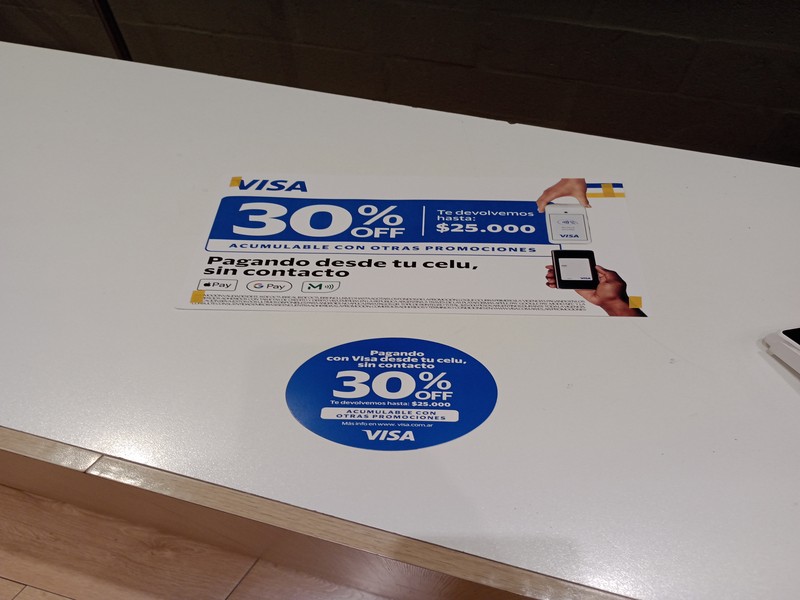 VISA
30% OFF
Te devolvemos
hasta:
$25.000
ACUMULABLE CON OTRAS PROMOCIONES
Pagando desde tu celu,
sin contacto
Pay
G Pay
VISA
Pagando
con Visa desde tu celu,
sin contacto
30% OFF
Te devolvemos hasta: $25.000
ACUMULABLE CON
OTRAS PROMOCIONES
Más info en www. visa.com.ar
VISA